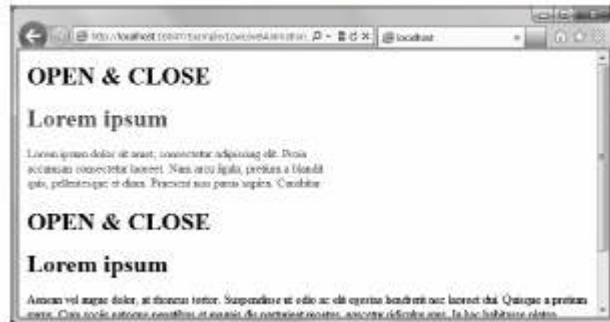 localhost
OPEN & CLOSE
Lorem ipsum
Lorem ipsum dolor sit amet, consectetur adipiscing elit. Proin
accumsan consectetur laoreet. Nam arcu ligula, pretium a blandit
quis, pellentesque et diam. Praesent non purus sapien. Curabitur
OPEN & CLOSE
Lorem ipsum
Aenean vel augue dolor, at rhoncus tortor. Suspendisse ut odio ac elit egestas hendrerit nec laoreet dui. Quisque a pretium